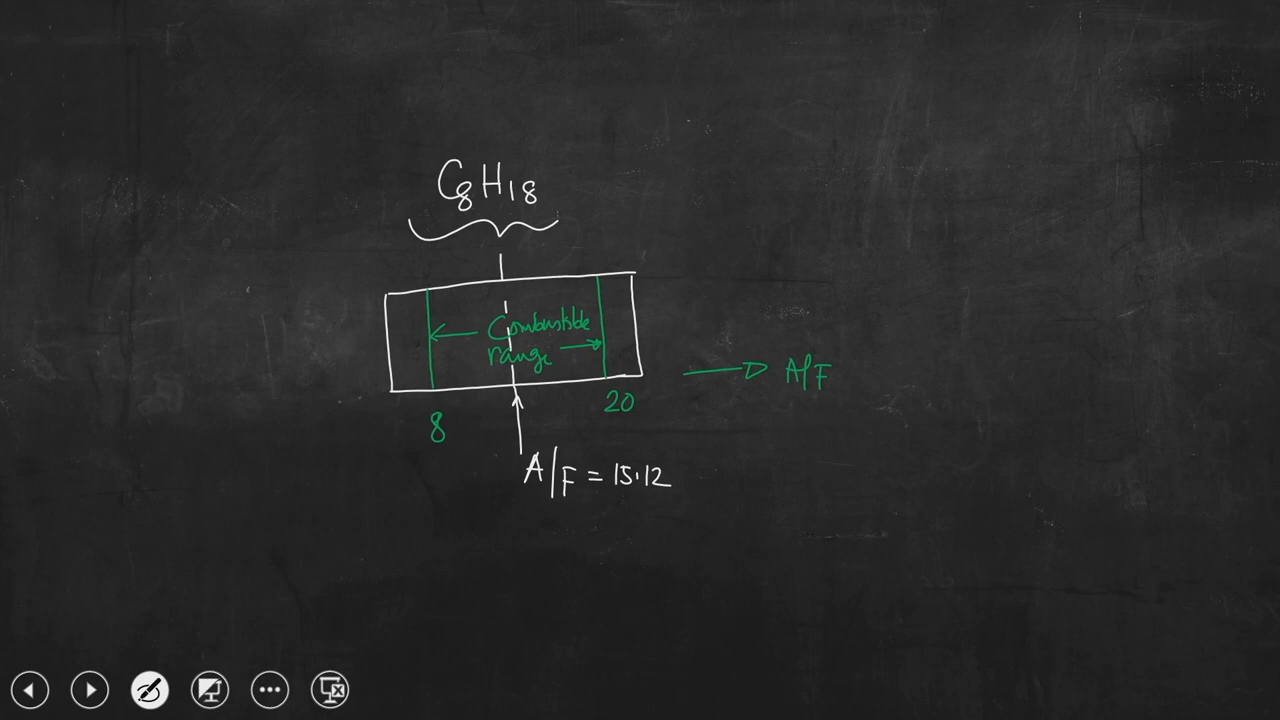 C8H18
Combustible
range
A/F
8
20
A/F = 15.12